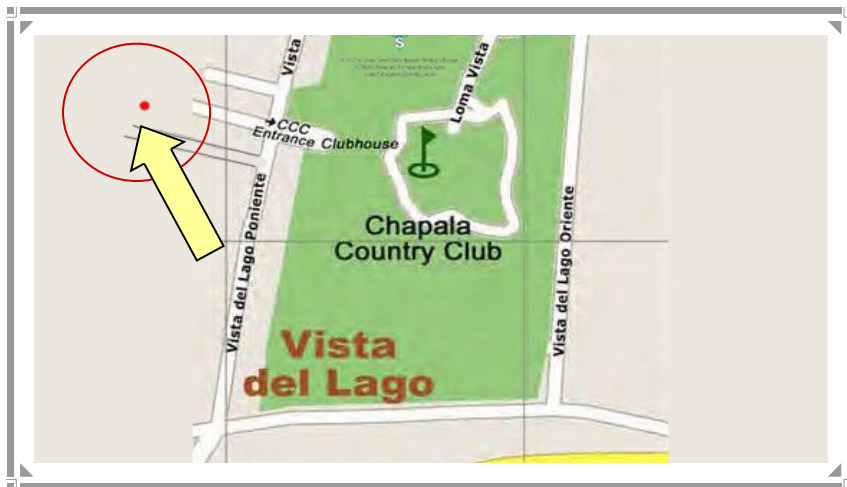 S
Vista
Loma Vista
➔CCC
Entrance Clubhouse
Chapala
Country Club
Vista del Lago Poniente
Vista del Lago Oriente
Vista
del Lago